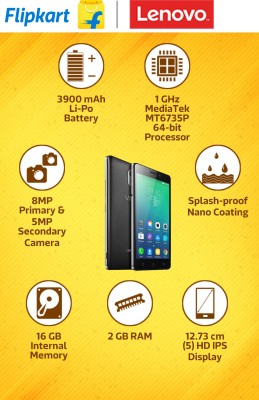 Flipkart
Lenovo
3900 mAh
Li-Po
Battery
1 GHz
MediaTek
MT6735P
64-bit
Processor
8MP
Primary &
5MP
Secondary
Camera
Splash-proof
Nano Coating
16 GB
Internal
Memory
2 GB RAM
12.73 cm
(5) HD IPS
Display